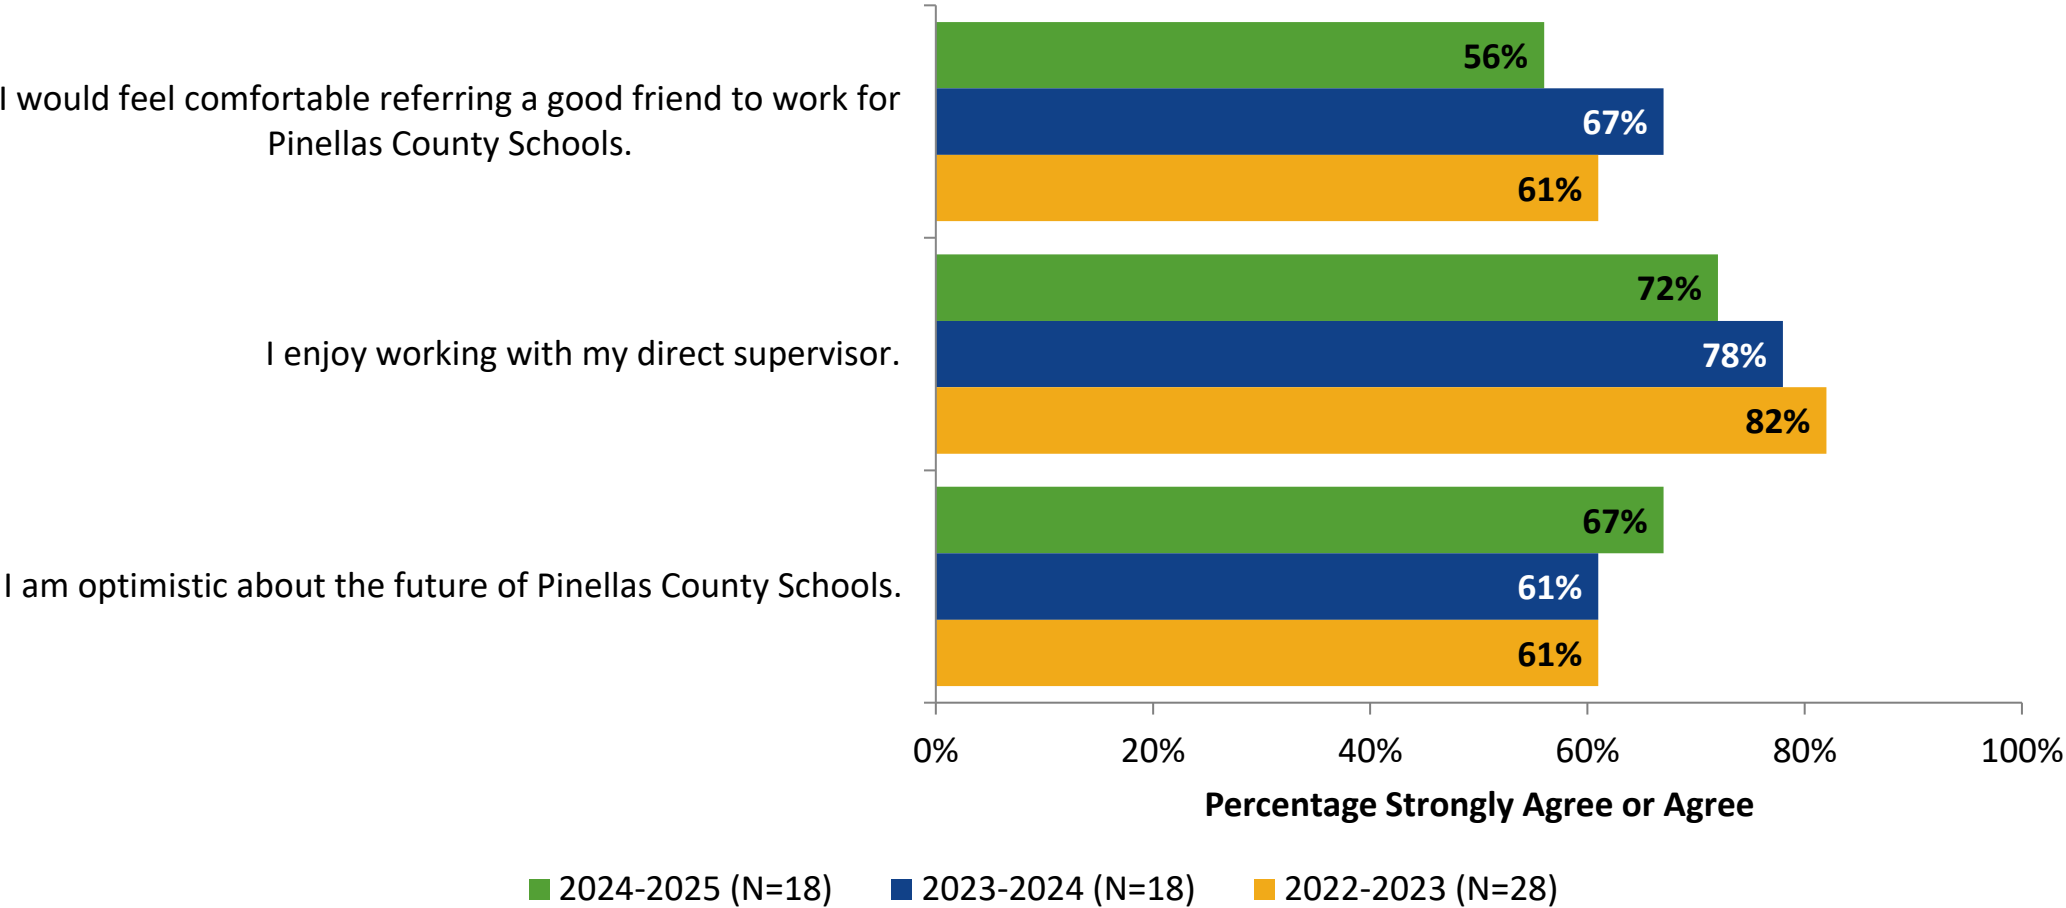 56%
I would feel comfortable referring a good friend to work for
Pinellas County Schools.
67%
61%
72%
I enjoy working with my direct supervisor.
78%
82%
67%
I am optimistic about the future of Pinellas County Schools.
61%
61%
0% 20% 40% 60% 80% 100%
Percentage Strongly Agree or Agree
2024-2025 (N=18) 2023-2024 (N=18) 2022-2023 (N=28)